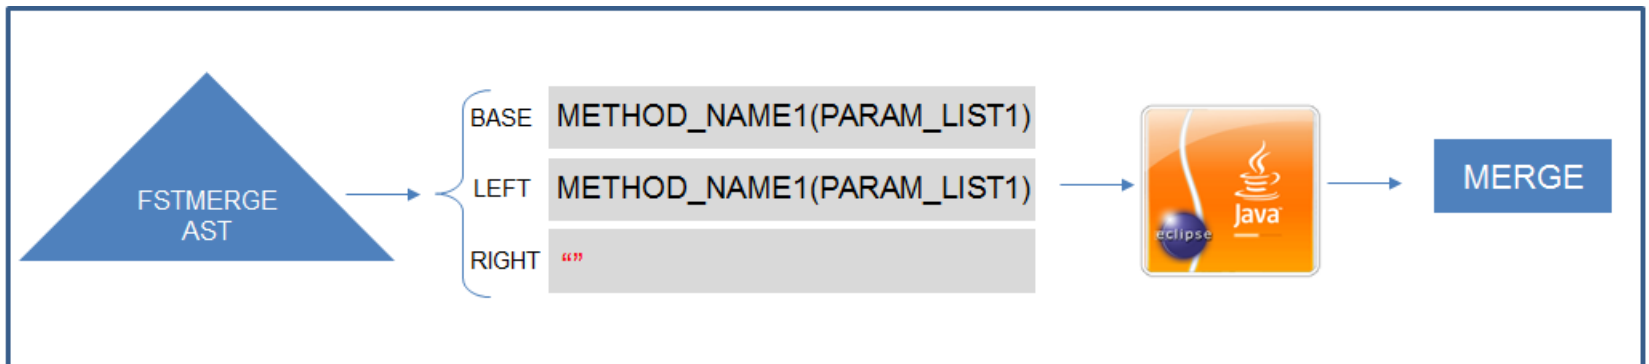 FSTMERGE
AST
BASE METHOD_NAME1(PARAM_LIST1)
LEFT METHOD_NAME1(PARAM_LIST1)
RIGHT “”
Java
eclipse
MERGE